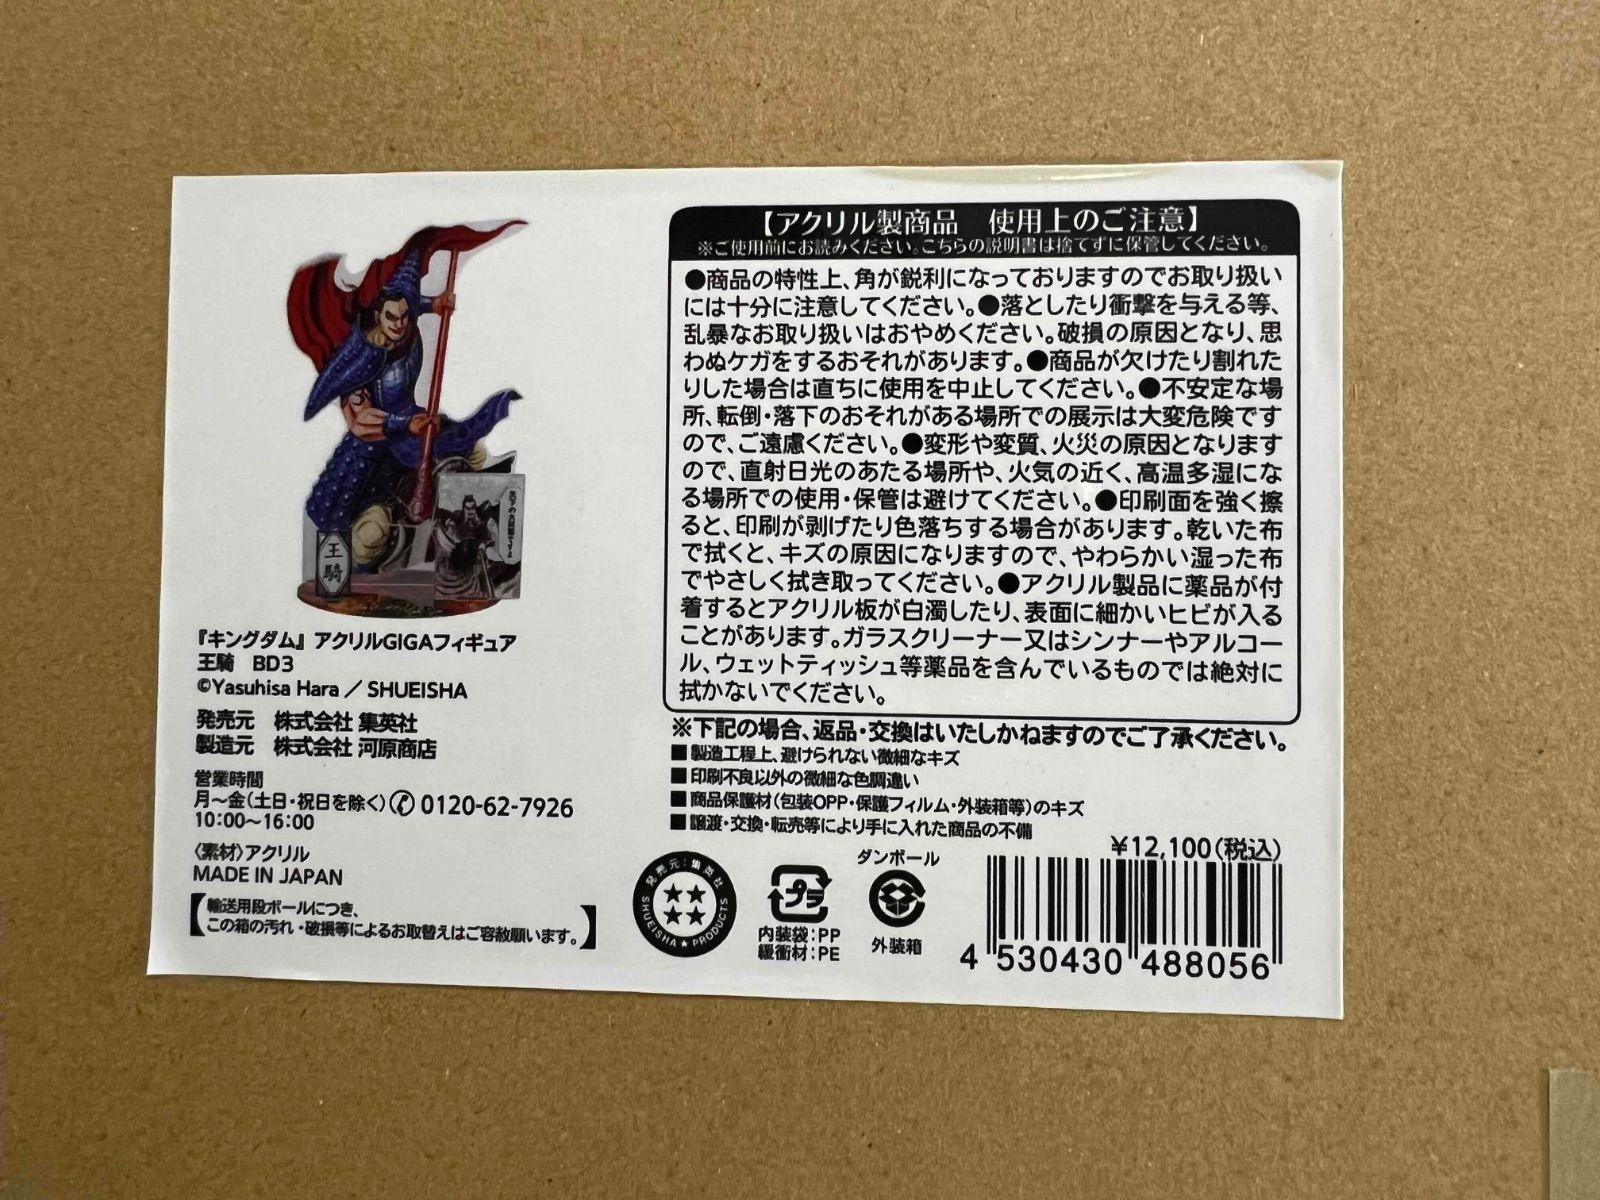 王騎
天下の大将軍ですよ
『キングダム』 アクリルGIGAフィギュア
王騎 BD3
©Yasuhisa Hara / SHUEISHA
発売元 株式会社 集英社
製造元 株式会社 河原商店
営業時間
月～金(土日・祝日を除く) 0120-62-7926
10:00～16:00
〈素材〉アクリル
MADE IN JAPAN
【輸送用段ボールにつき、
この箱の汚れ・破損等によるお取替えはご容赦願います。】
【アクリル製商品 使用上のご注意】
※ご使用前にお読みください。こちらの説明書は捨てずに保管してください。
●商品の特性上、角が鋭利になっておりますのでお取り扱い
には十分に注意してください。●落としたり衝撃を与える等、
乱暴なお取り扱いはおやめください。破損の原因となり、思
わぬケガをするおそれがあります。●商品が欠けたり割れた
りした場合は直ちに使用を中止してください。●不安定な場
所、転倒・落下のおそれがある場所での展示は大変危険です
ので、ご遠慮ください。●変形や変質、火災の原因となります
ので、直射日光のあたる場所や、火気の近く、高温多湿にな
る場所での使用・保管は避けてください。●印刷面を強く擦
ると、印刷が剥げたり色落ちする場合があります。乾いた布
で拭くと、キズの原因になりますので、やわらかい湿った布
でやさしく拭き取ってください。●アクリル製品に薬品が付
着するとアクリル板が白濁したり、表面に細かいヒビが入る
ことがあります。ガラスクリーナー又はシンナーやアルコー
ル、ウェットティッシュ等薬品を含んでいるものでは絶対に
拭かないでください。
※下記の場合、返品・交換はいたしかねますのでご了承ください。
■製造工程上、避けられない微細なキズ
■印刷不良以外の微細な色調違い
■商品保護材(包装OPP・保護フィルム・外装箱等)のキズ
■譲渡・交換・転売等により手に入れた商品の不備
¥12,100(税込)
発売元:集英社
SHUEISHA★PRODUCTS
プラ
内装袋:PP
緩衝材:PE
ダンボール
外装箱
4 530430 488056